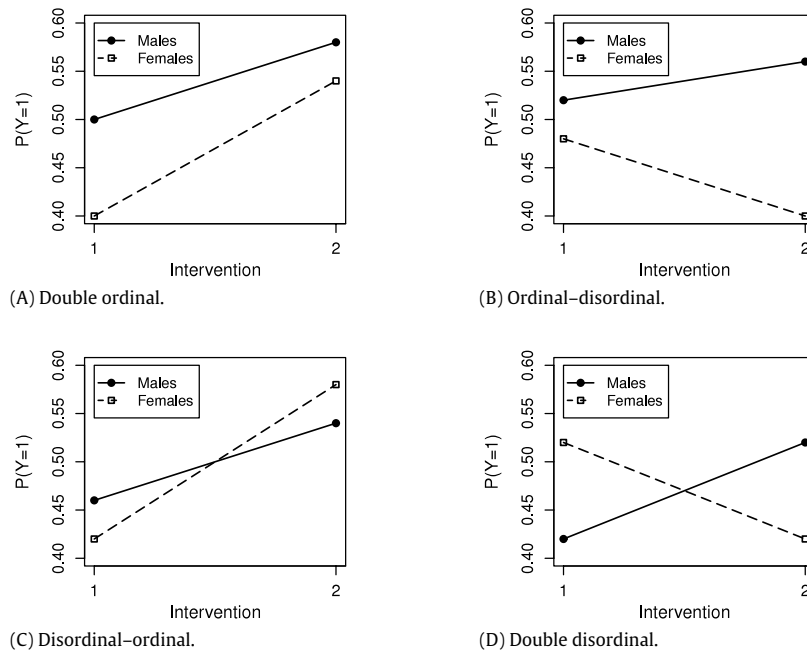 0.60
0.55
0.50
0.45
0.40
P(Y=1)
Males
Females
1
2
Intervention
(A) Double ordinal.
0.60
0.55
0.50
0.45
0.40
P(Y=1)
Males
Females
1
2
Intervention
(B) Ordinal–disordinal.
0.60
0.55
0.50
0.45
0.40
P(Y=1)
Males
Females
1
2
Intervention
(C) Disordinal–ordinal.
0.60
0.55
0.50
0.45
0.40
P(Y=1)
Males
Females
1
2
Intervention
(D) Double disordinal.